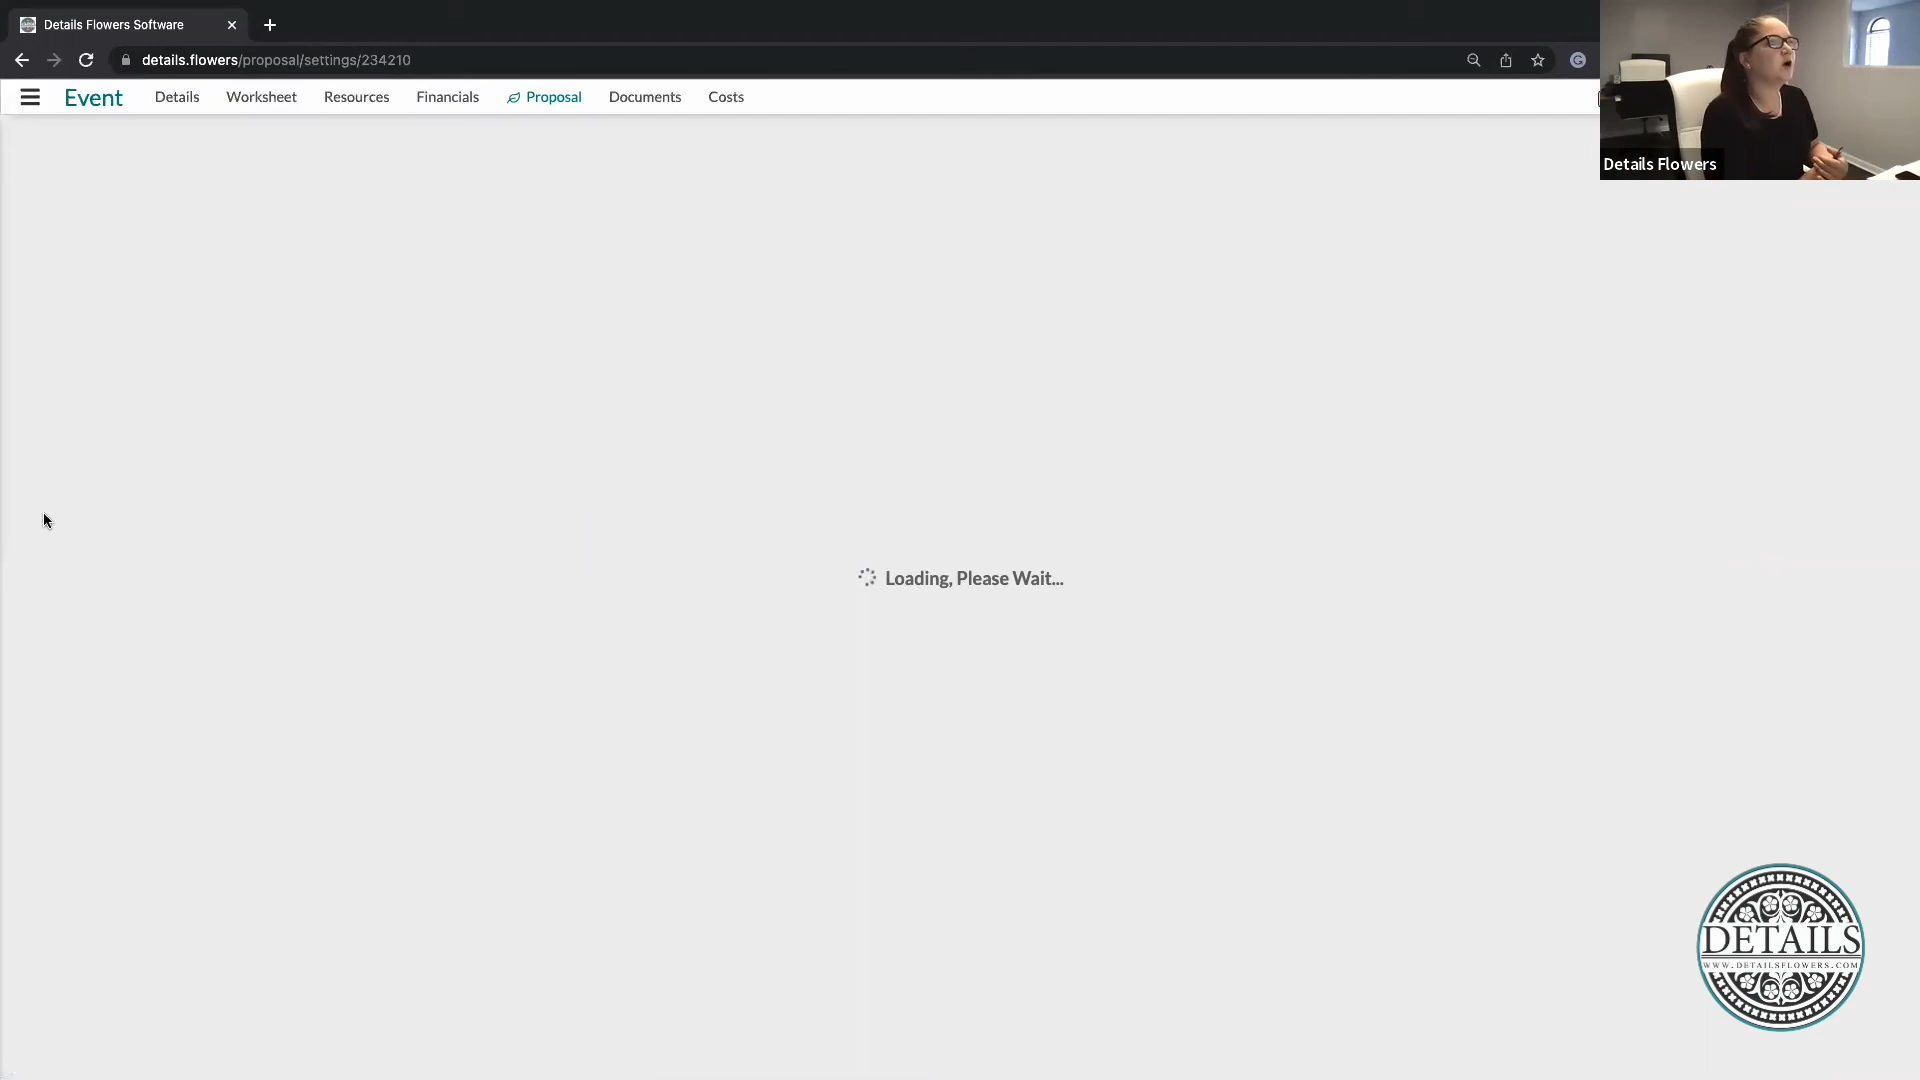 Details Flowers Software
details.flowers/proposal/settings/234210
Event Details Worksheet Resources Financials Proposal Documents Costs
Details Flowers
Loading, Please Wait...
DETAILS
WWW.DETAILSFLOWERS.COM